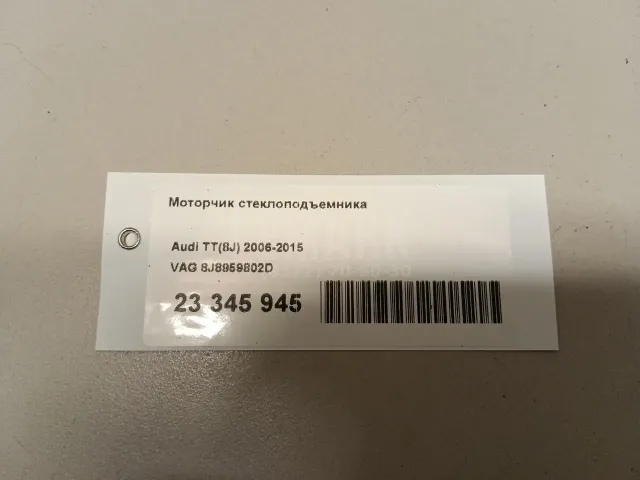 Моторчик стеклоподъемника
Audi TT(8J) 2006-2015
VAG 8J8959802D
23 345 945